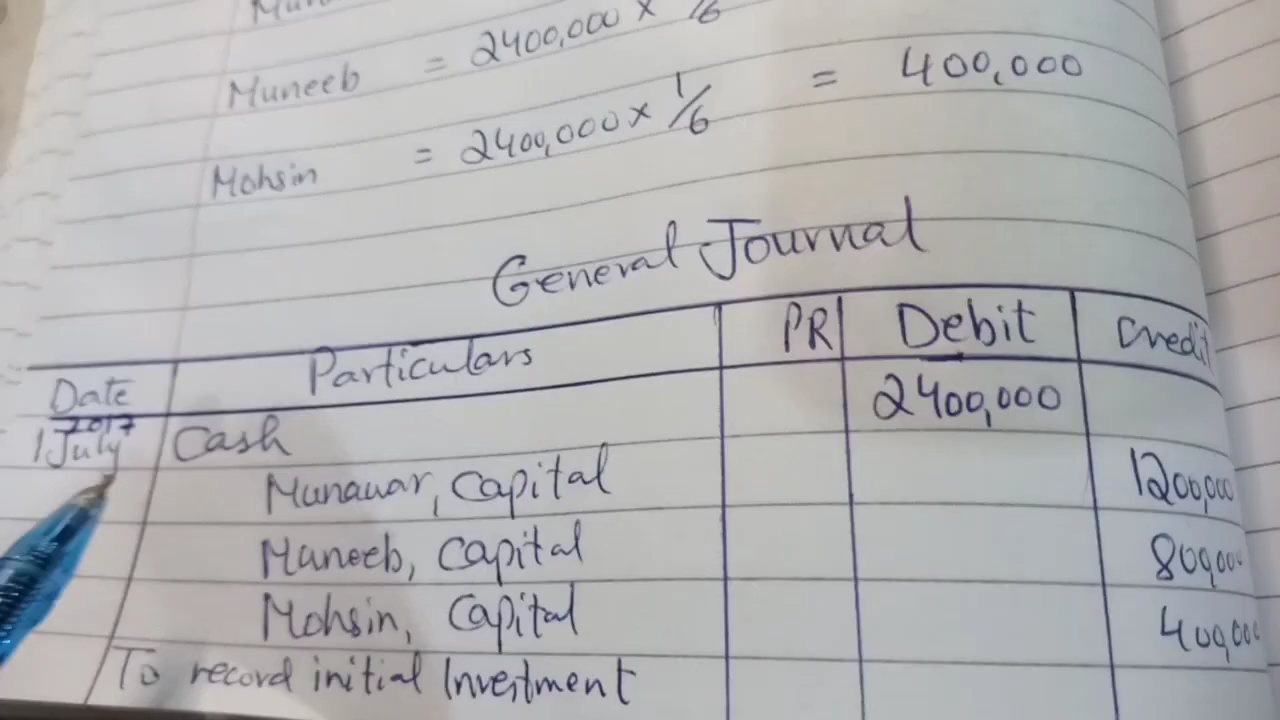 Muneeb = 2400,000 × /6
Mohsin = 2400,000 × 1/6 = 400,000
General Journal
Date Particulars PR Debit Credit
2017
1 July Cash 2400,000
Munawar, Capital 1200,000
Muneeb, Capital 800,000
Mohsin, Capital 400,000
To record initial Investment